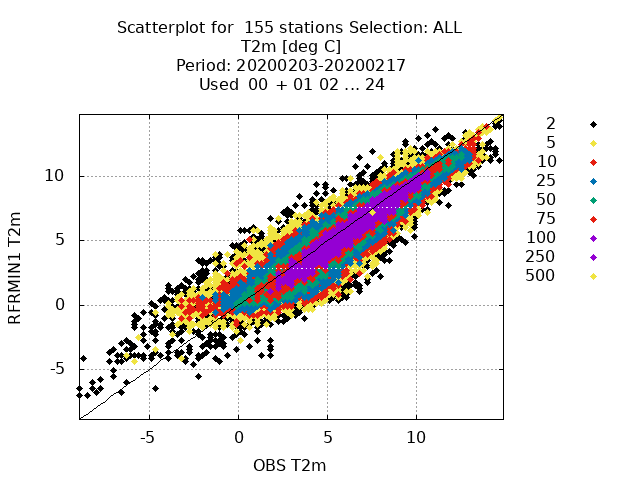 Scatterplot for  155 stations Selection: ALL
T2m [deg C]
Period: 20200203-20200217
Used  00 + 01 02 ... 24
2
5
10
25
50
75
100
250
500
10
5
0
-5
RFRMIN1 T2m
-5
0
5
10
OBS T2m